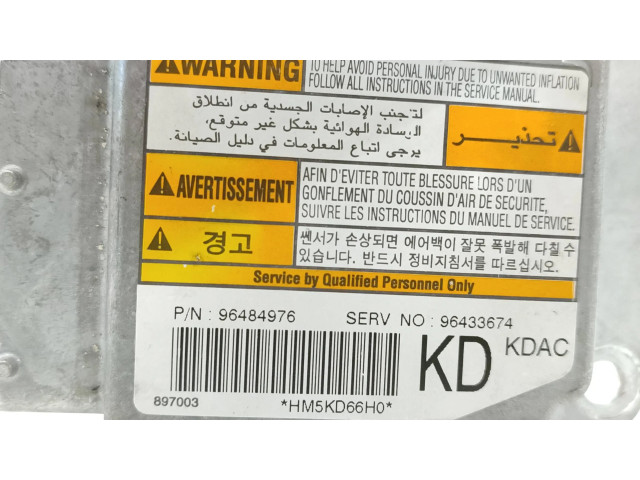 WARNING
TO HELP AVOID PERSONAL INJURY DUE TO UNWANTED INFLATION
FOLLOW ALL INSTRUCTIONS IN THE SERVICE MANUAL.
لتجنب الإصابات الجسدية من انطلاق
الوسادة الهوائية بشكل غير متوقع،
يرجى اتباع المعلومات في دليل الصيانة.
تحذير
AVERTISSEMENT
AFIN D'EVITER TOUTE BLESSURE LORS D'UN
GONFLEMENT DU COUSSIN D'AIR DE SECURITE,
SUIVRE LES INSTRUCTIONS DU MANUEL DE SERVICE.
경고
쎈서가 손상되면 에어백이 잘못 폭발해 다칠 수
있습니다. 반드시 정비지침서를 따르십시오.
Service by Qualified Personnel Only
P/N : 96484976 SERV NO : 96433674
KD KDAC
897003 *HM5KD66H0*